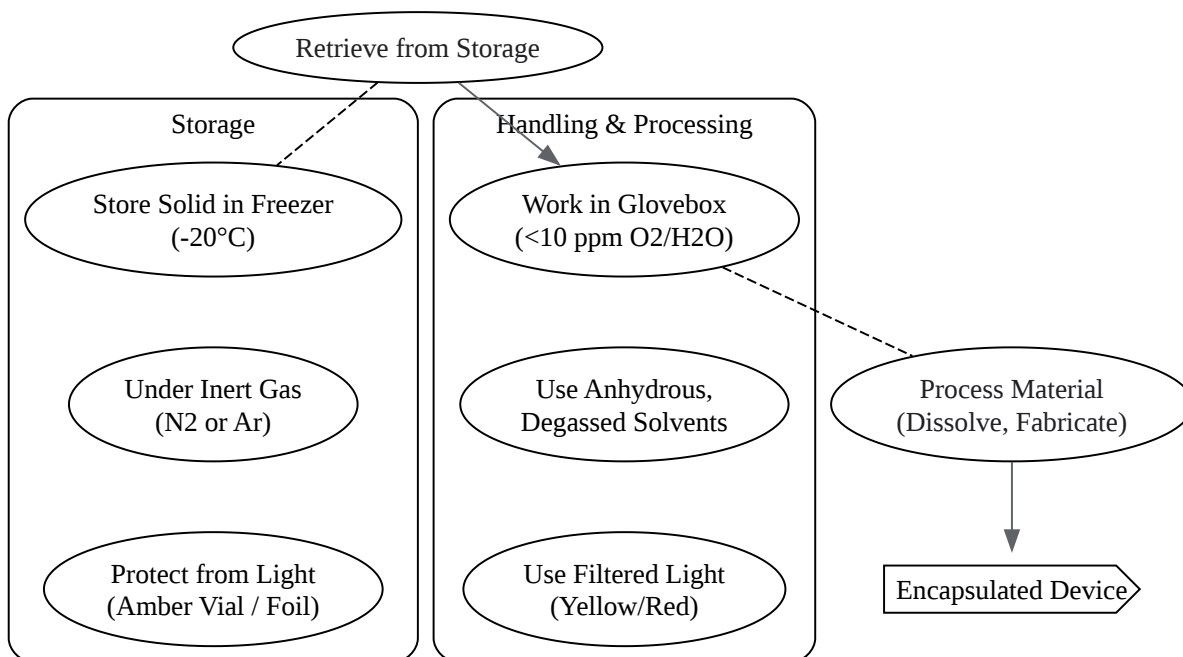 Retrieve from Storage
Storage
Handling & Processing
Store Solid in Freezer
(-20°C)
Work in Glovebox
(<10 ppm O2/H2O)
Under Inert Gas
(N2 or Ar)
Use Anhydrous,
Degassed Solvents
Process Material
(Dissolve, Fabricate)
Protect from Light
(Amber Vial / Foil)
Use Filtered Light
(Yellow/Red)
Encapsulated Device